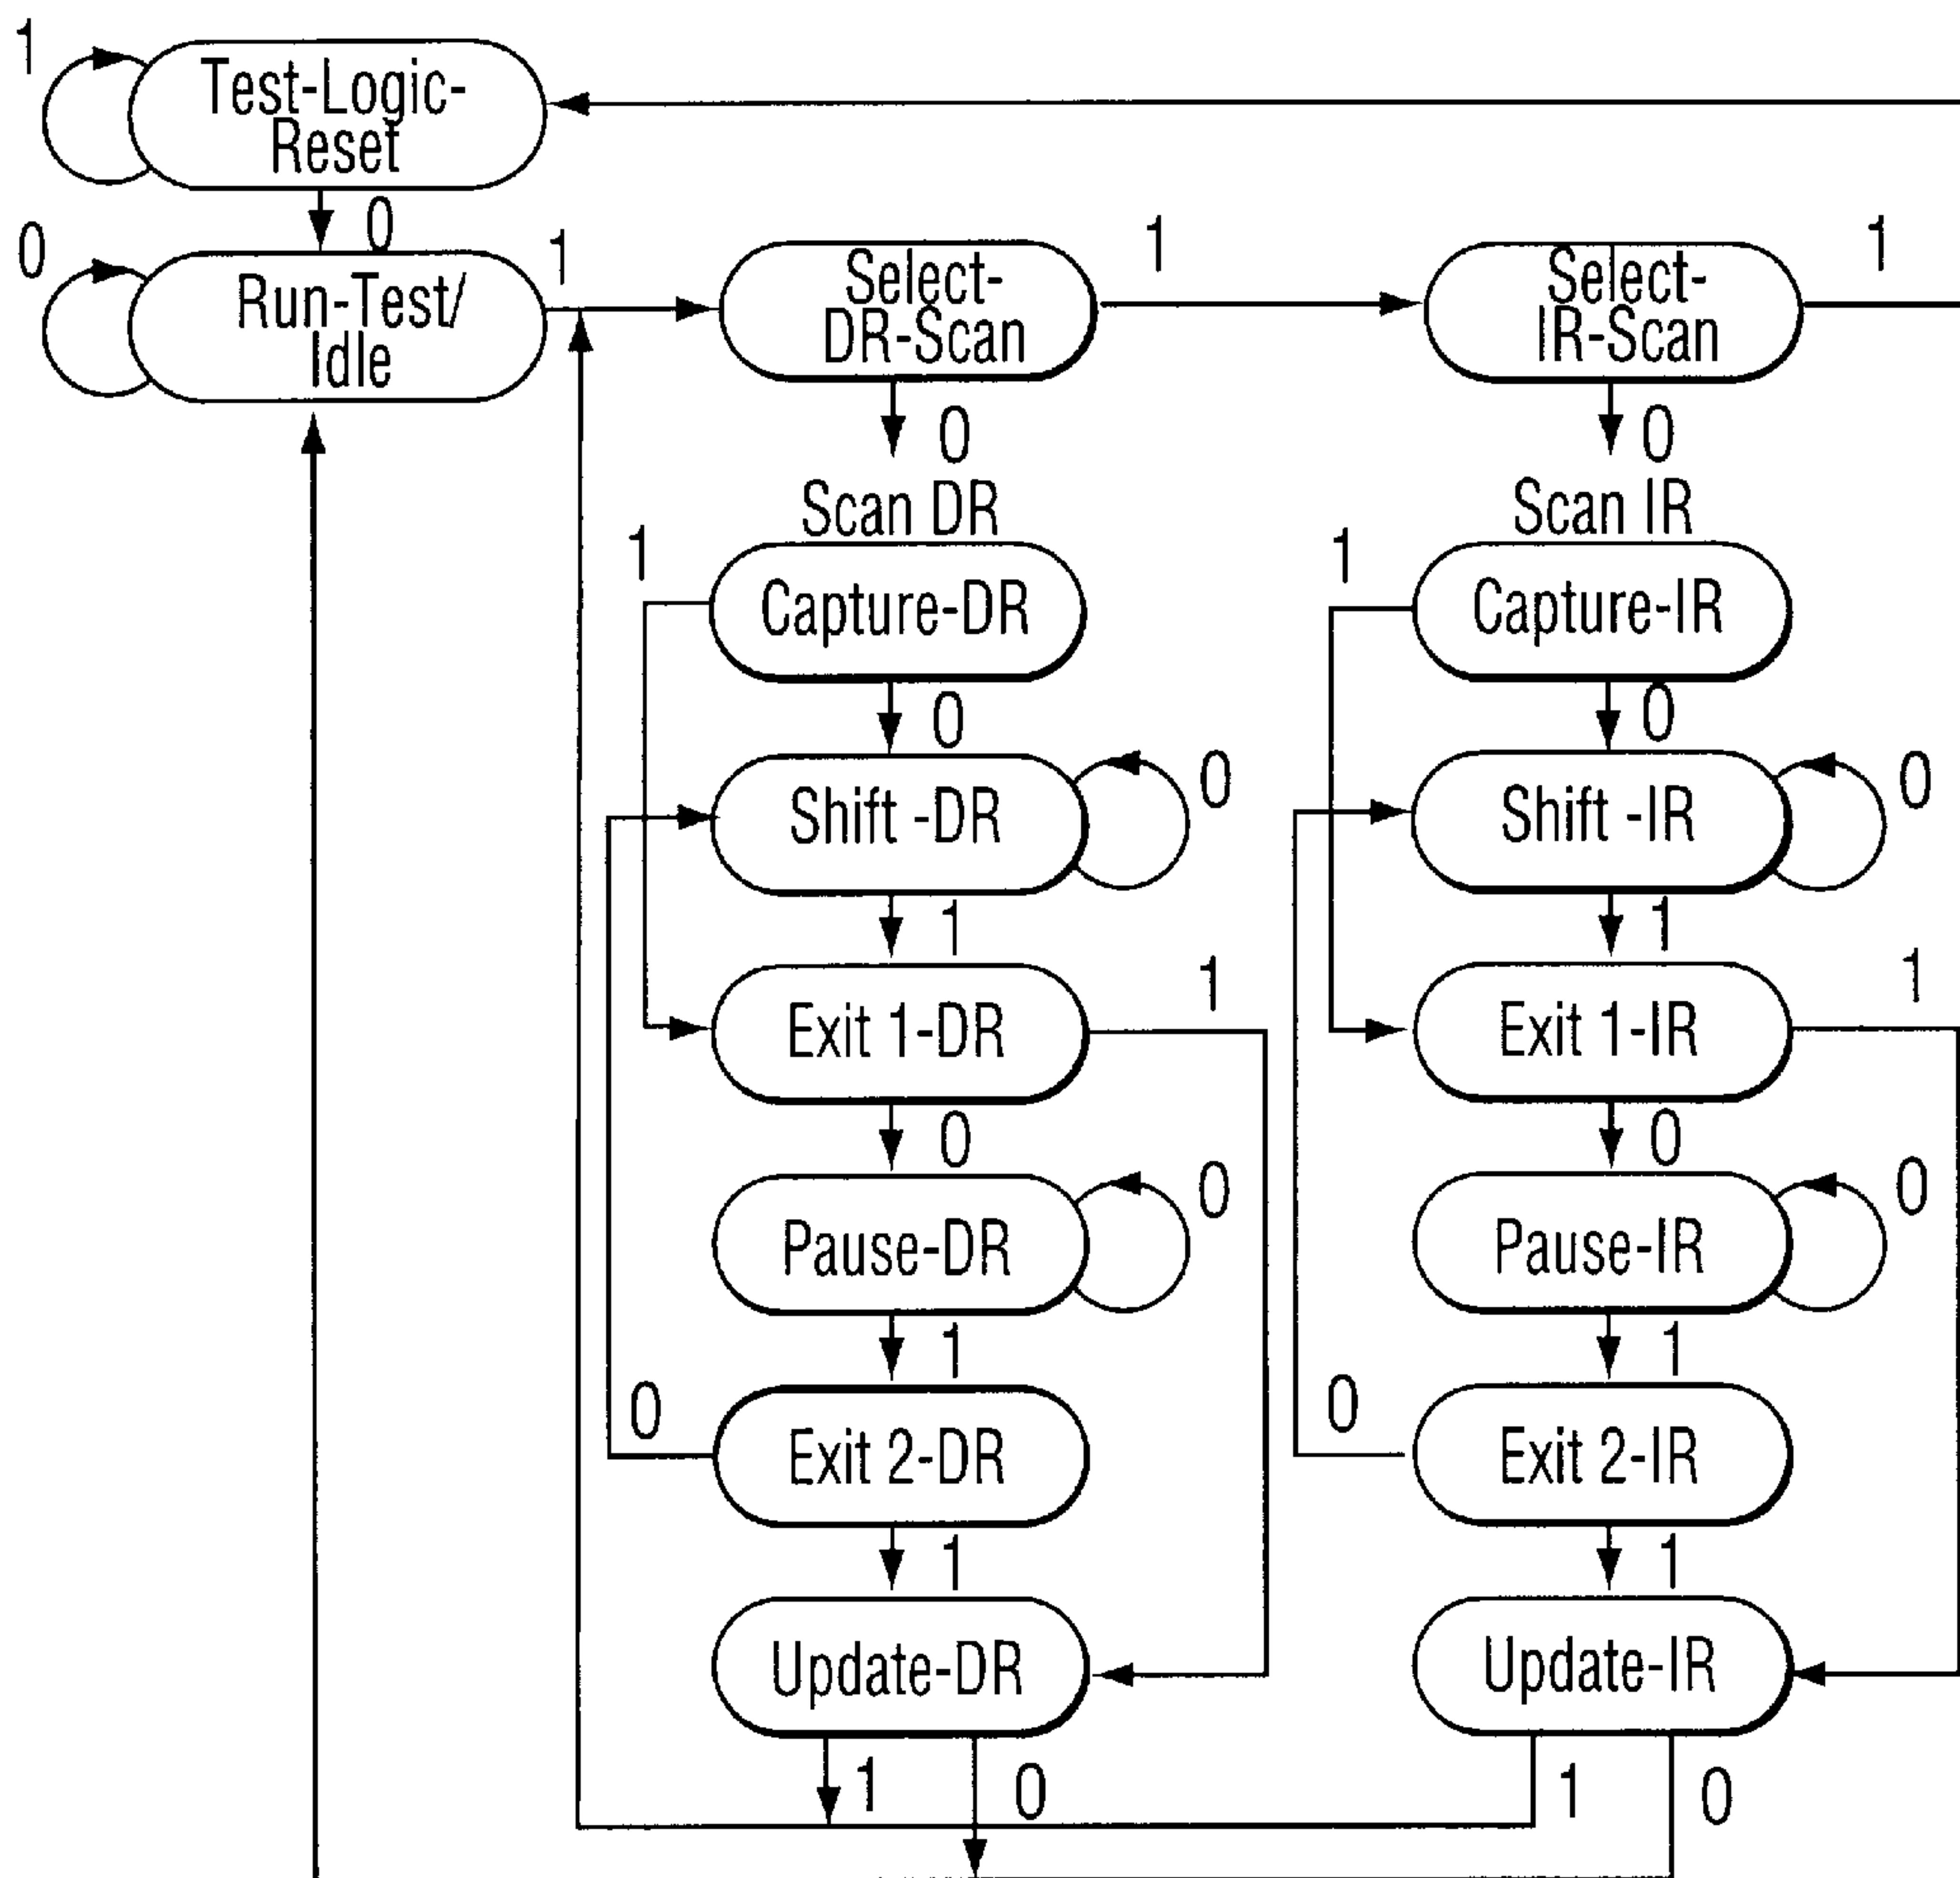 1
Test-Logic-
Reset
0
0
Run-Test/
Idle
1
Select-
DR-Scan
1
Select-
IR-Scan
1
0
0
Scan DR
Scan IR
1
Capture-DR
1
Capture-IR
0
0
Shift -DR
0
Shift -IR
0
1
1
Exit 1-DR
1
Exit 1-IR
1
0
0
Pause-DR
0
Pause-IR
0
1
1
0
Exit 2-DR
0
Exit 2-IR
1
1
Update-DR
Update-IR
1
0
1
0